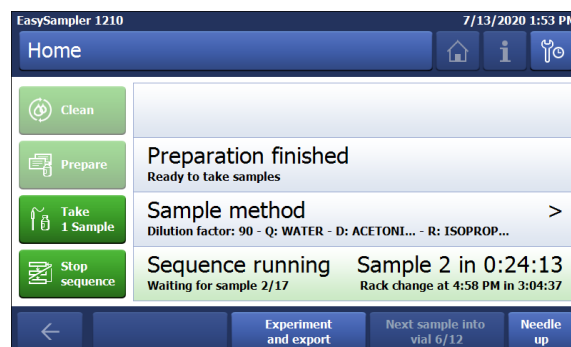 EasySampler 1210 7/13/2020 1:53 PM
Home
Clean
Prepare
Preparation finished
Ready to take samples
Take
1 Sample
Sample method >
Dilution factor: 90 - Q: WATER - D: ACETONI... - R: ISOPROP...
Stop
sequence
Sequence running Sample 2 in 0:24:13
Waiting for sample 2/17 Rack change at 4:58 PM in 3:04:37
Experiment
and export
Next sample into
vial 6/12
Needle
up